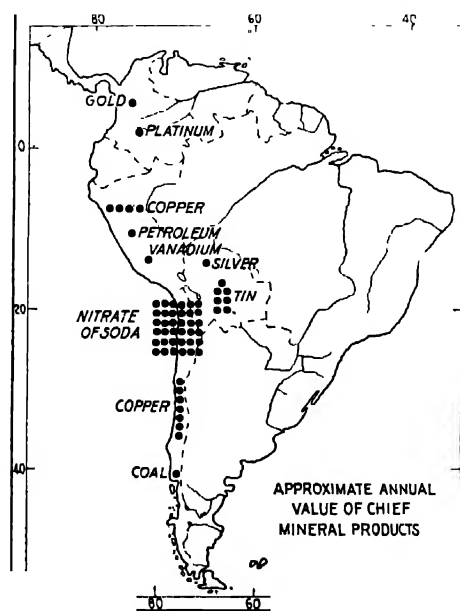 80 60 40
GOLD
PLATINUM
0
COPPER
PETROLEUM
VANADIUM
SILVER
TIN
NITRATE
OF SODA
20
COPPER
COAL
40
APPROXIMATE ANNUAL
VALUE OF CHIEF
MINERAL PRODUCTS
80 60